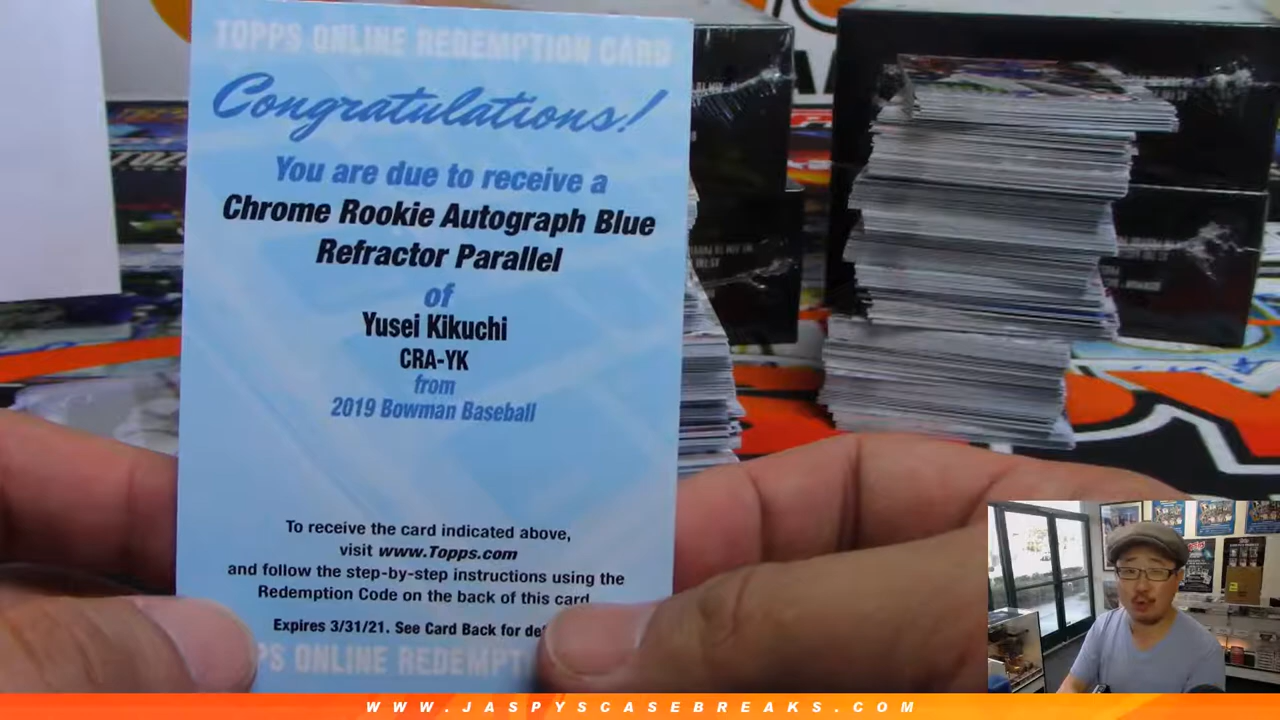 TOPPS ONLINE REDEMPTION CARD
Congratulations!
You are due to receive a
Chrome Rookie Autograph Blue
Refractor Parallel
of
Yusei Kikuchi
CRA-YK
from
2019 Bowman Baseball
To receive the card indicated above,
visit www.Topps.com
and follow the step-by-step instructions using the
Redemption Code on the back of this card
Expires 3/31/21. See Card Back for
ONLINE
WWW.JASPYSCASEBREAKS.COM